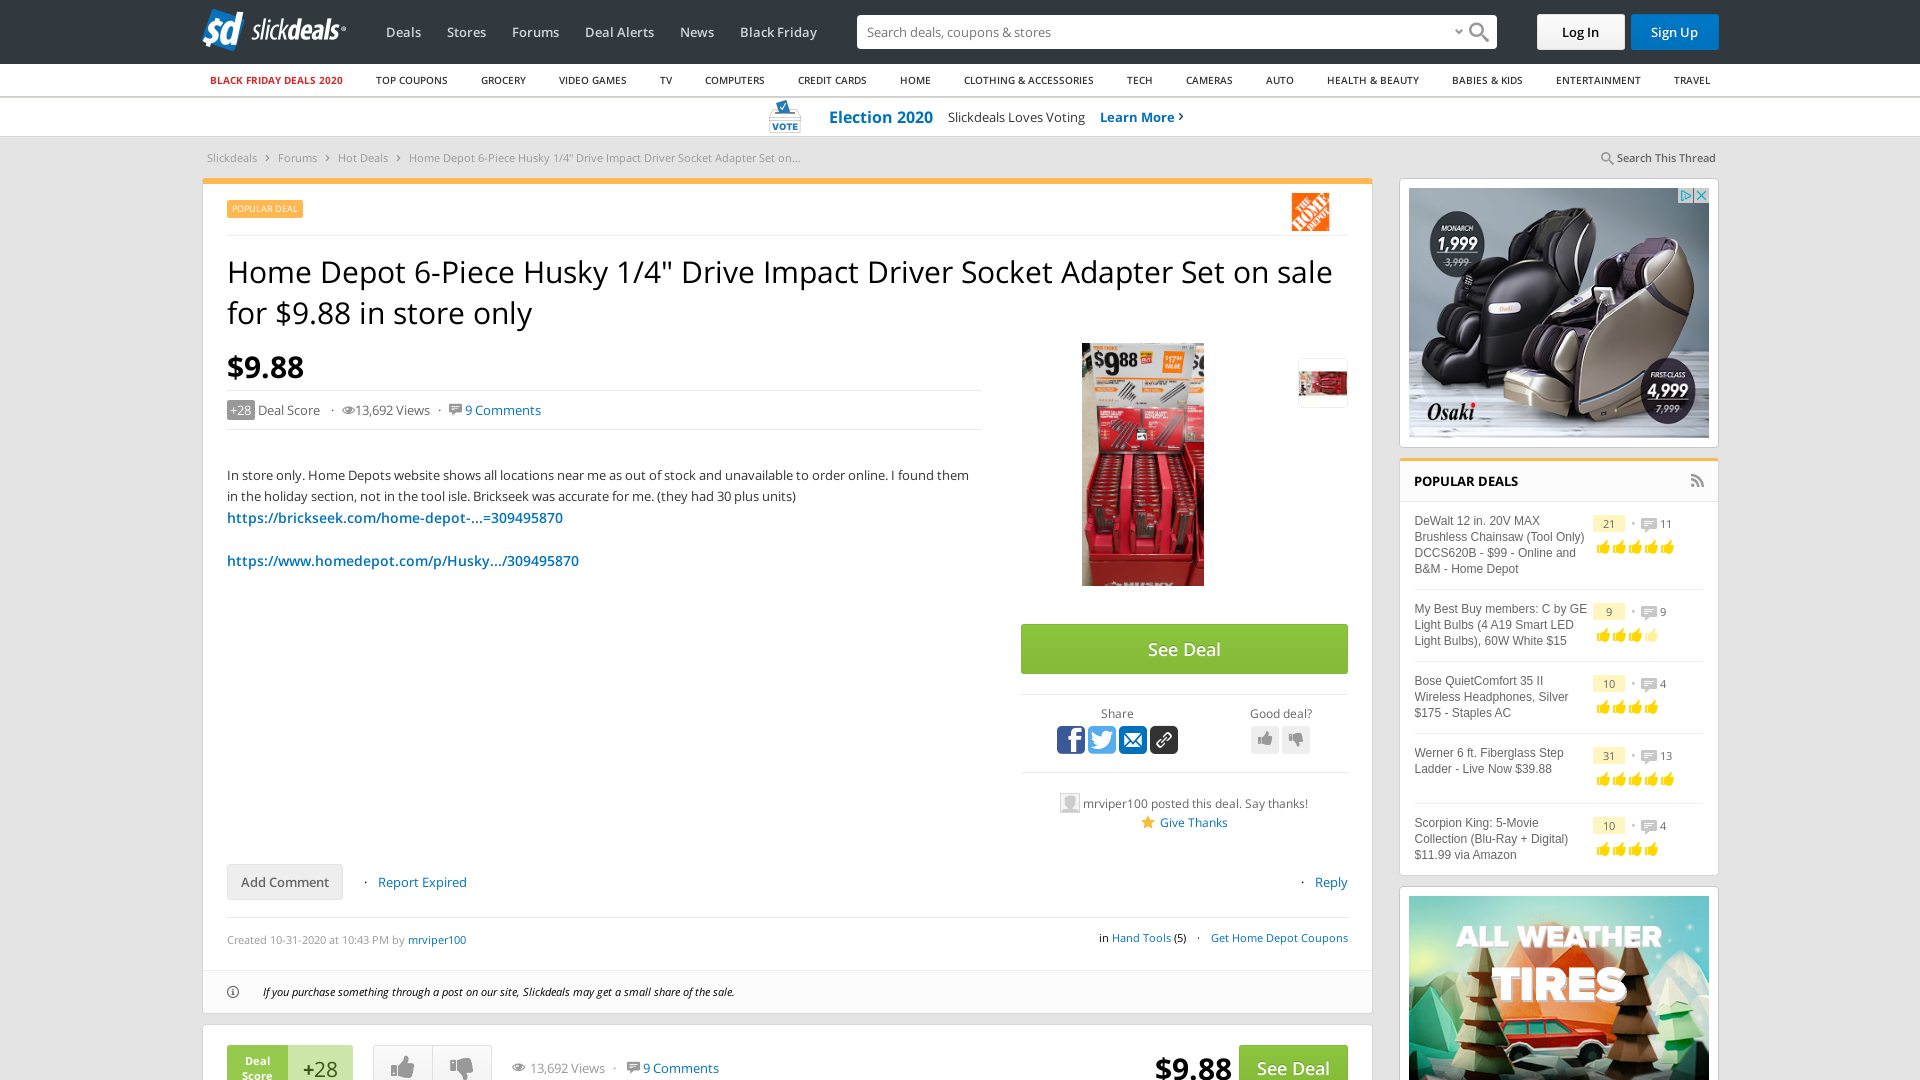 slickdeals
Deals
Stores
Forums
Deal Alerts
News
Black Friday
Search deals, coupons & stores
Log In
Sign Up
BLACK FRIDAY DEALS 2020
TOP COUPONS
GROCERY
VIDEO GAMES
TV
COMPUTERS
CREDIT CARDS
HOME
CLOTHING & ACCESSORIES
TECH
CAMERAS
AUTO
HEALTH & BEAUTY
BABIES & KIDS
ENTERTAINMENT
TRAVEL
VOTE
Election 2020
Slickdeals Loves Voting
Learn More
Slickdeals › Forums › Hot Deals › Home Depot 6-Piece Husky 1/4" Drive Impact Driver Socket Adapter Set on...
Search This Thread
POPULAR DEAL
THE HOME DEPOT
Home Depot 6-Piece Husky 1/4" Drive Impact Driver Socket Adapter Set on sale
for $9.88 in store only
$9.88
+28 Deal Score · 13,692 Views · 9 Comments
In store only. Home Depots website shows all locations near me as out of stock and unavailable to order online. I found them
in the holiday section, not in the tool isle. Brickseek was accurate for me. (they had 30 plus units)
https://brickseek.com/home-depot-...=309495870
https://www.homedepot.com/p/Husky.../309495870
$988
HUSKY
See Deal
Share
Good deal?
mrviper100 posted this deal. Say thanks!
Give Thanks
Add Comment
· Report Expired
· Reply
Created 10-31-2020 at 10:43 PM by mrviper100
in Hand Tools (5) · Get Home Depot Coupons
If you purchase something through a post on our site, Slickdeals may get a small share of the sale.
Deal
Score
+28
13,692 Views · 9 Comments
$9.88
See Deal
MONARCH
1,999
3,999
Osaki
FIRST-CLASS
4,999
7,999
POPULAR DEALS
DeWalt 12 in. 20V MAX
Brushless Chainsaw (Tool Only)
DCCS620B - $99 - Online and
B&M - Home Depot
21 · 11
My Best Buy members: C by GE
Light Bulbs (4 A19 Smart LED
Light Bulbs), 60W White $15
9 · 9
Bose QuietComfort 35 II
Wireless Headphones, Silver
$175 - Staples AC
10 · 4
Werner 6 ft. Fiberglass Step
Ladder - Live Now $39.88
31 · 13
Scorpion King: 5-Movie
Collection (Blu-Ray + Digital)
$11.99 via Amazon
10 · 4
ALL WEATHER
TIRES